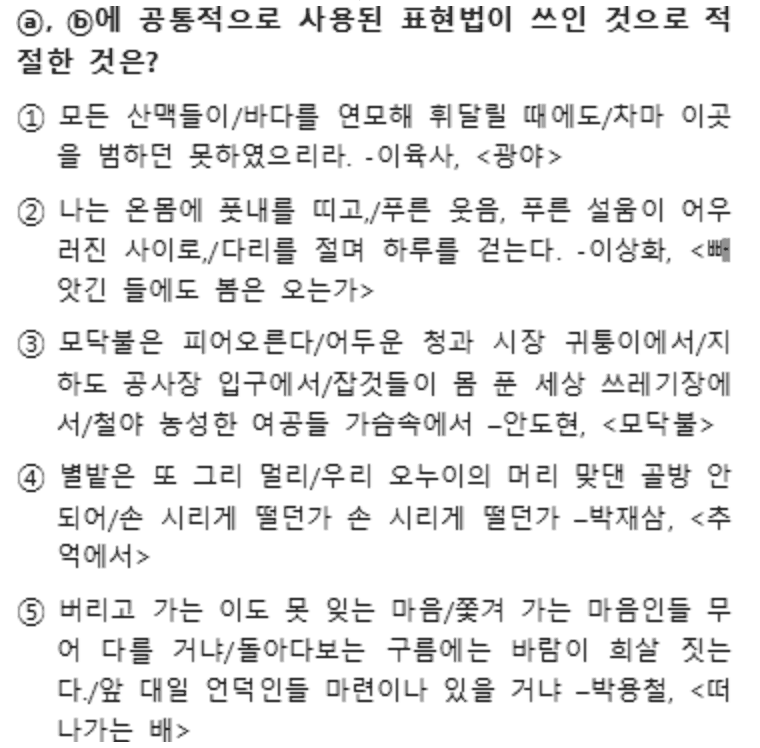 ⓐ, ⓑ에 공통적으로 사용된 표현법이 쓰인 것으로 적
절한 것은?
① 모든 산맥들이/바다를 연모해 휘달릴 때에도/차마 이곳
을 범하던 못하였으리라. -이육사, <광야>
② 나는 온몸에 풋내를 띠고,/푸른 웃음, 푸른 설움이 어우
러진 사이로,/다리를 절며 하루를 걷는다. -이상화, <빼
앗긴 들에도 봄은 오는가>
③ 모닥불은 피어오른다/어두운 청과 시장 귀퉁이에서/지
하도 공사장 입구에서/잡것들이 몸 푼 세상 쓰레기장에
서/철야 농성한 여공들 가슴속에서 –안도현, <모닥불>
④ 별밭은 또 그리 멀리/우리 오누이의 머리 맞댄 골방 안
되어/손 시리게 떨던가 손 시리게 떨던가 –박재삼, <추
억에서>
⑤ 버리고 가는 이도 못 잊는 마음/쫓겨 가는 마음인들 무
어 다를 거냐/돌아다보는 구름에는 바람이 희살 짓는
다./앞 대일 언덕인들 마련이나 있을 거냐 –박용철, <떠
나가는 배>